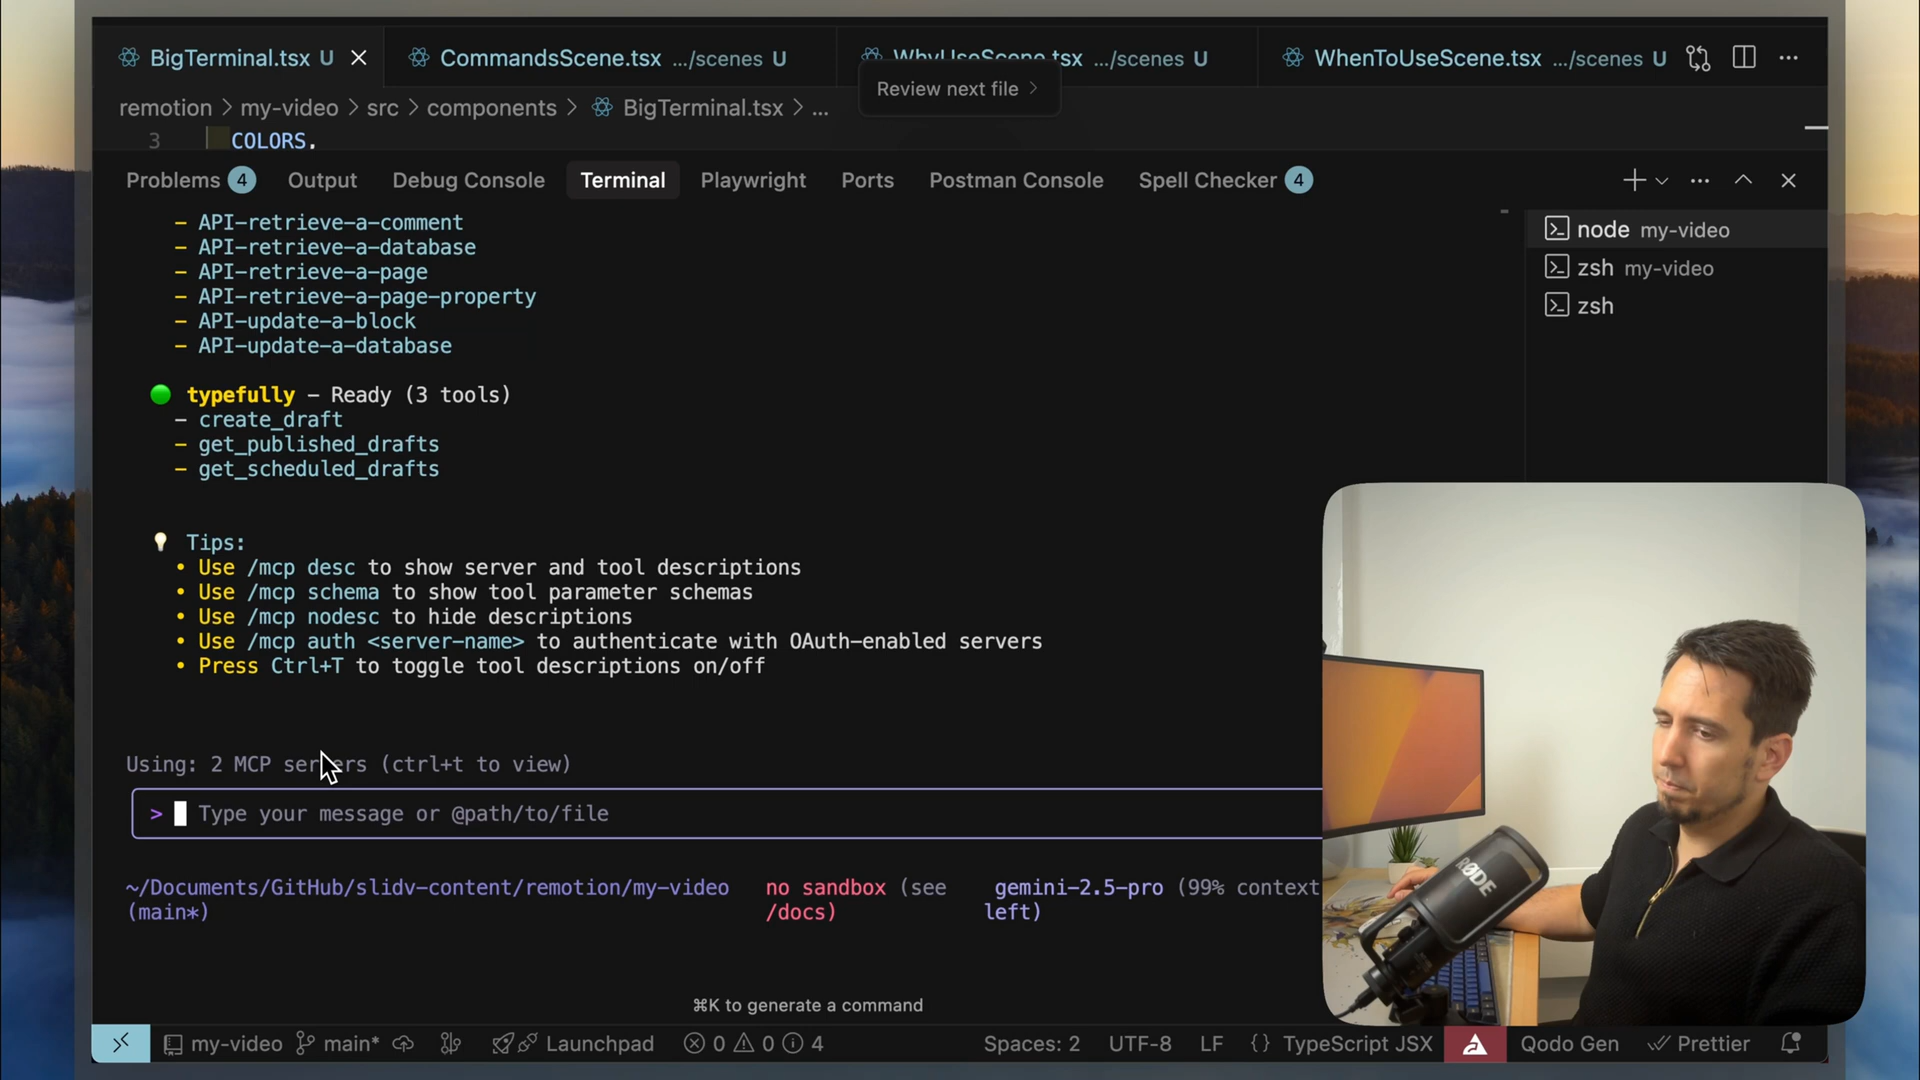 BigTerminal.tsx U
CommandsScene.tsx .../scenes U
WhyUseScene.tsx .../scenes U
WhenToUseScene.tsx .../scenes U
Review next file
remotion > my-video > src > components > BigTerminal.tsx > ...
3 COLORS,
Problems 4 Output Debug Console Terminal Playwright Ports Postman Console Spell Checker 4
– API-retrieve-a-comment
– API-retrieve-a-database
– API-retrieve-a-page
– API-retrieve-a-page-property
– API-update-a-block
– API-update-a-database
typefully – Ready (3 tools)
– create_draft
– get_published_drafts
– get_scheduled_drafts
Tips:
• Use /mcp desc to show server and tool descriptions
• Use /mcp schema to show tool parameter schemas
• Use /mcp nodesc to hide descriptions
• Use /mcp auth <server-name> to authenticate with OAuth-enabled servers
• Press Ctrl+T to toggle tool descriptions on/off
Using: 2 MCP servers (ctrl+t to view)
> Type your message or @path/to/file
~/Documents/GitHub/slidv-content/remotion/my-video no sandbox (see gemini-2.5-pro (99% context
(main*) /docs) left)
⌘K to generate a command
node my-video
zsh my-video
zsh
RØDE
my-video main* Launchpad 0 0 4 Spaces: 2 UTF-8 LF {} TypeScript JSX Qodo Gen Prettier